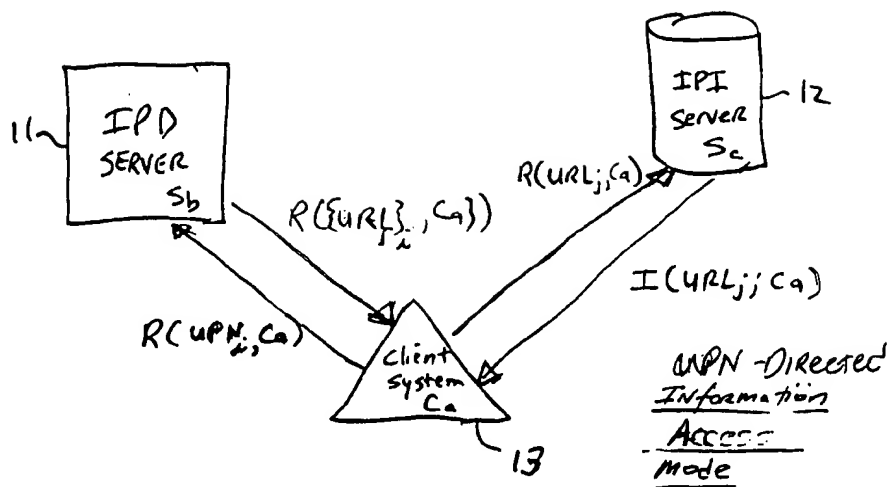 11
IPD
SERVER
Sb
IPI
SERVER
Sc
12
R({URLj}i, Ca})
R(UPNi, Ca)
R(URLj, Ca)
I(URLj; Ca)
Client
System
Ca
13
UPN-Directed
Information
Access
Mode